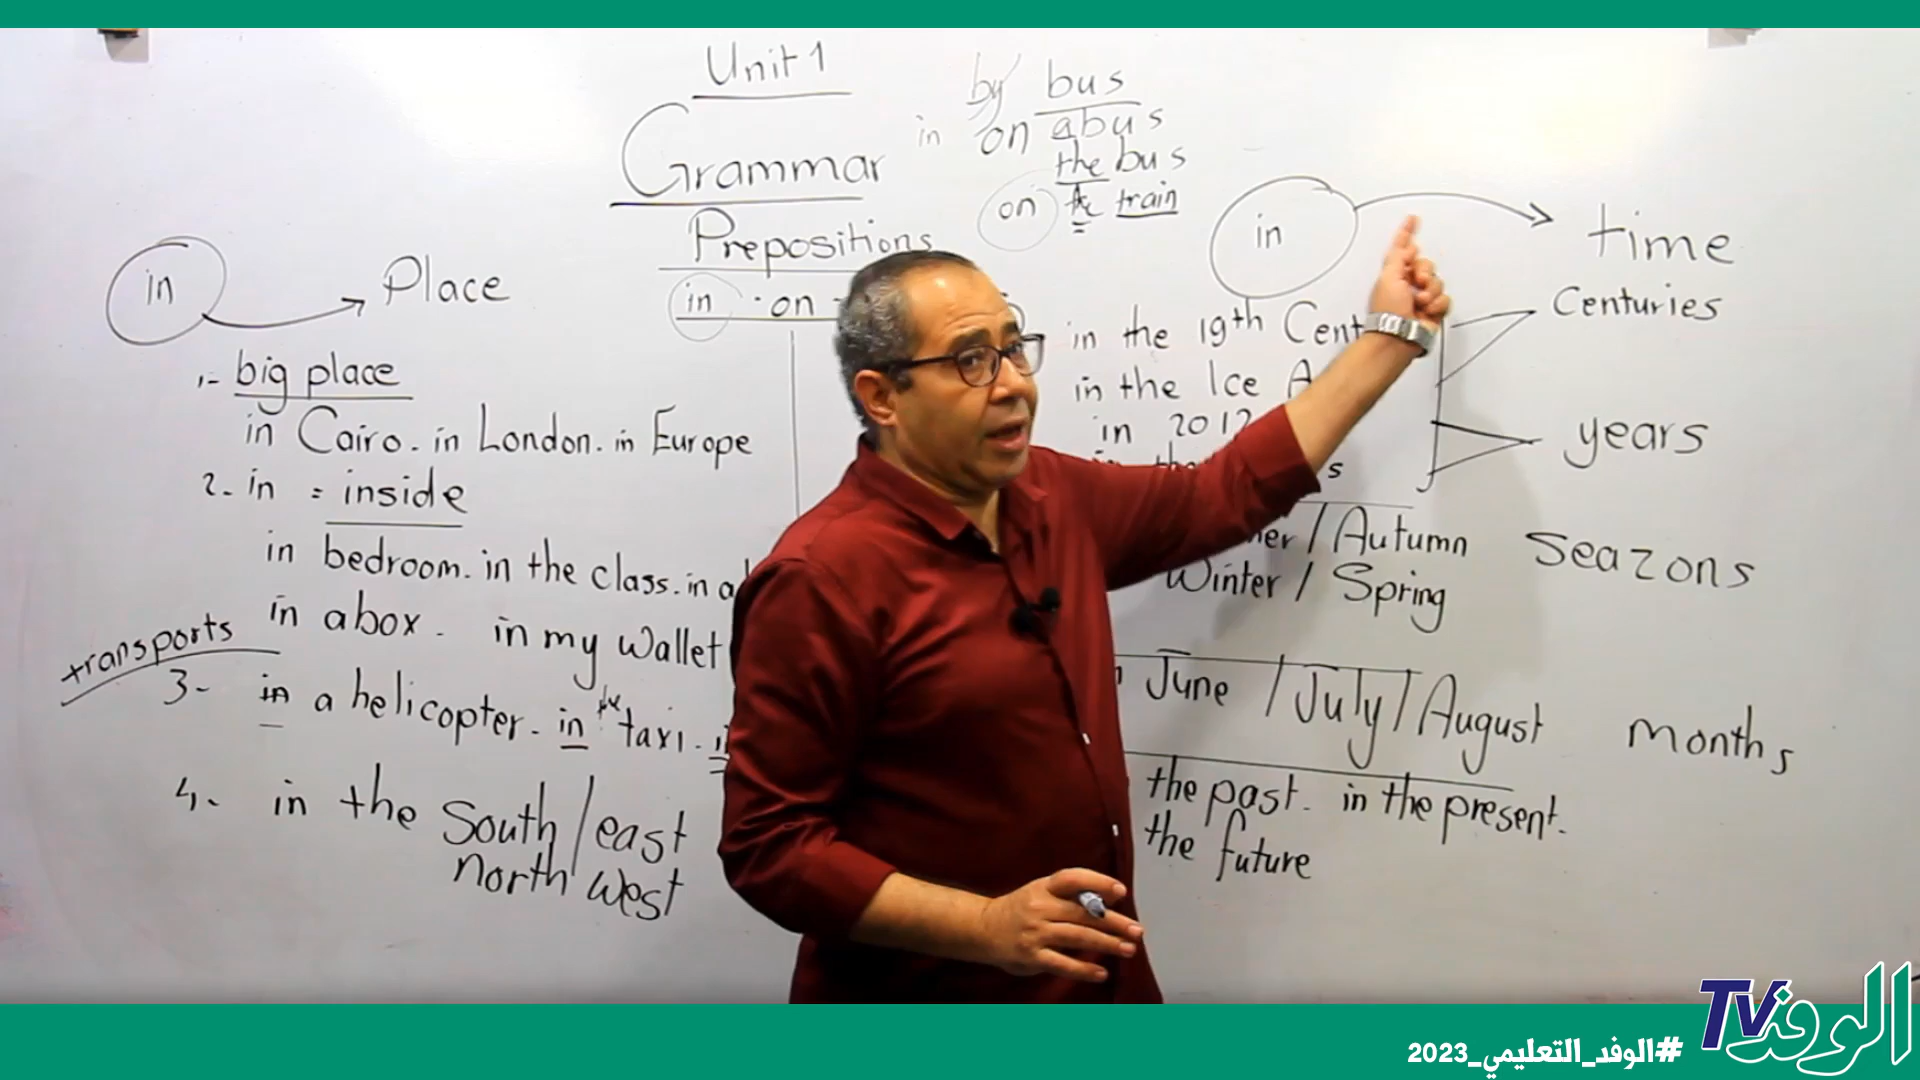 Unit 1
Grammar
Prepositions
in . on
by bus
in on a bus
the bus
on the train
in Place
1- big place
in Cairo. in London. in Europe
2- in = inside
in bedroom. in the class. in a
in a box. in my wallet
transports
3- in a helicopter. in the taxi.
4. in the South / east
north west
in time
in the 19th Cent Centuries
in the Ice A
in 2012 years
s
/ Autumn Seazons
Winter / Spring
June / July / August months
the past. in the present.
the future
TV الوفد
#الوفد_التعليمي_2023